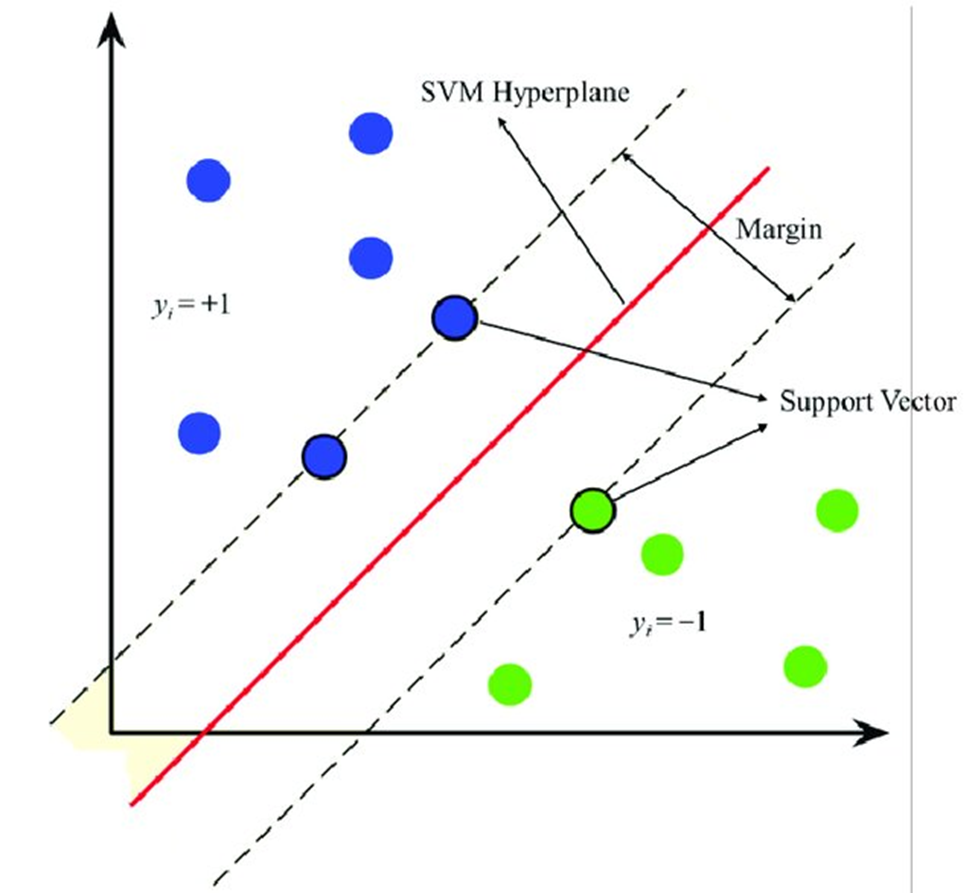 SVM Hyperplane
Margin
yᵢ = +1
Support Vector
yᵢ = −1